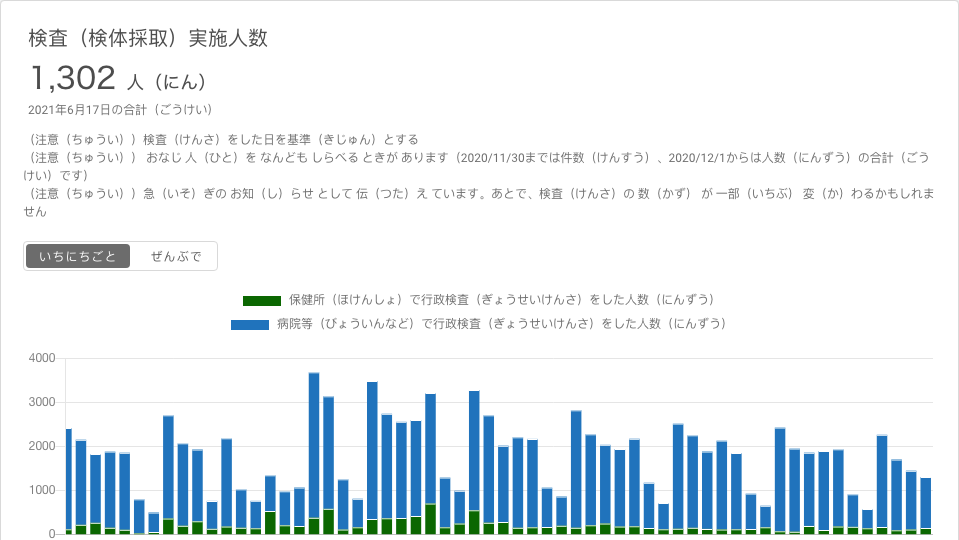 検査（検体採取）実施人数
1,302 人（にん）
2021年6月17日の合計（ごうけい）
（注意（ちゅうい））検査（けんさ）をした日を基準（きじゅん）とする
（注意（ちゅうい）） おなじ 人（ひと）を なんども しらべる ときが あります（2020/11/30までは件数（けんすう）、2020/12/1からは人数（にんずう）の合計（ごう
けい）です）
（注意（ちゅうい））急（いそ）ぎの お知（し）らせ として 伝（つた）え ています。あとで、検査（けんさ）の 数（かず） が 一部（いちぶ） 変（か）わるかもしれま
せん
いちにちごと ぜんぶで
保健所（ほけんしょ）で行政検査（ぎょうせいけんさ）をした人数（にんずう）
病院等（びょういんなど）で行政検査（ぎょうせいけんさ）をした人数（にんずう）
4000
3000
2000
1000
0